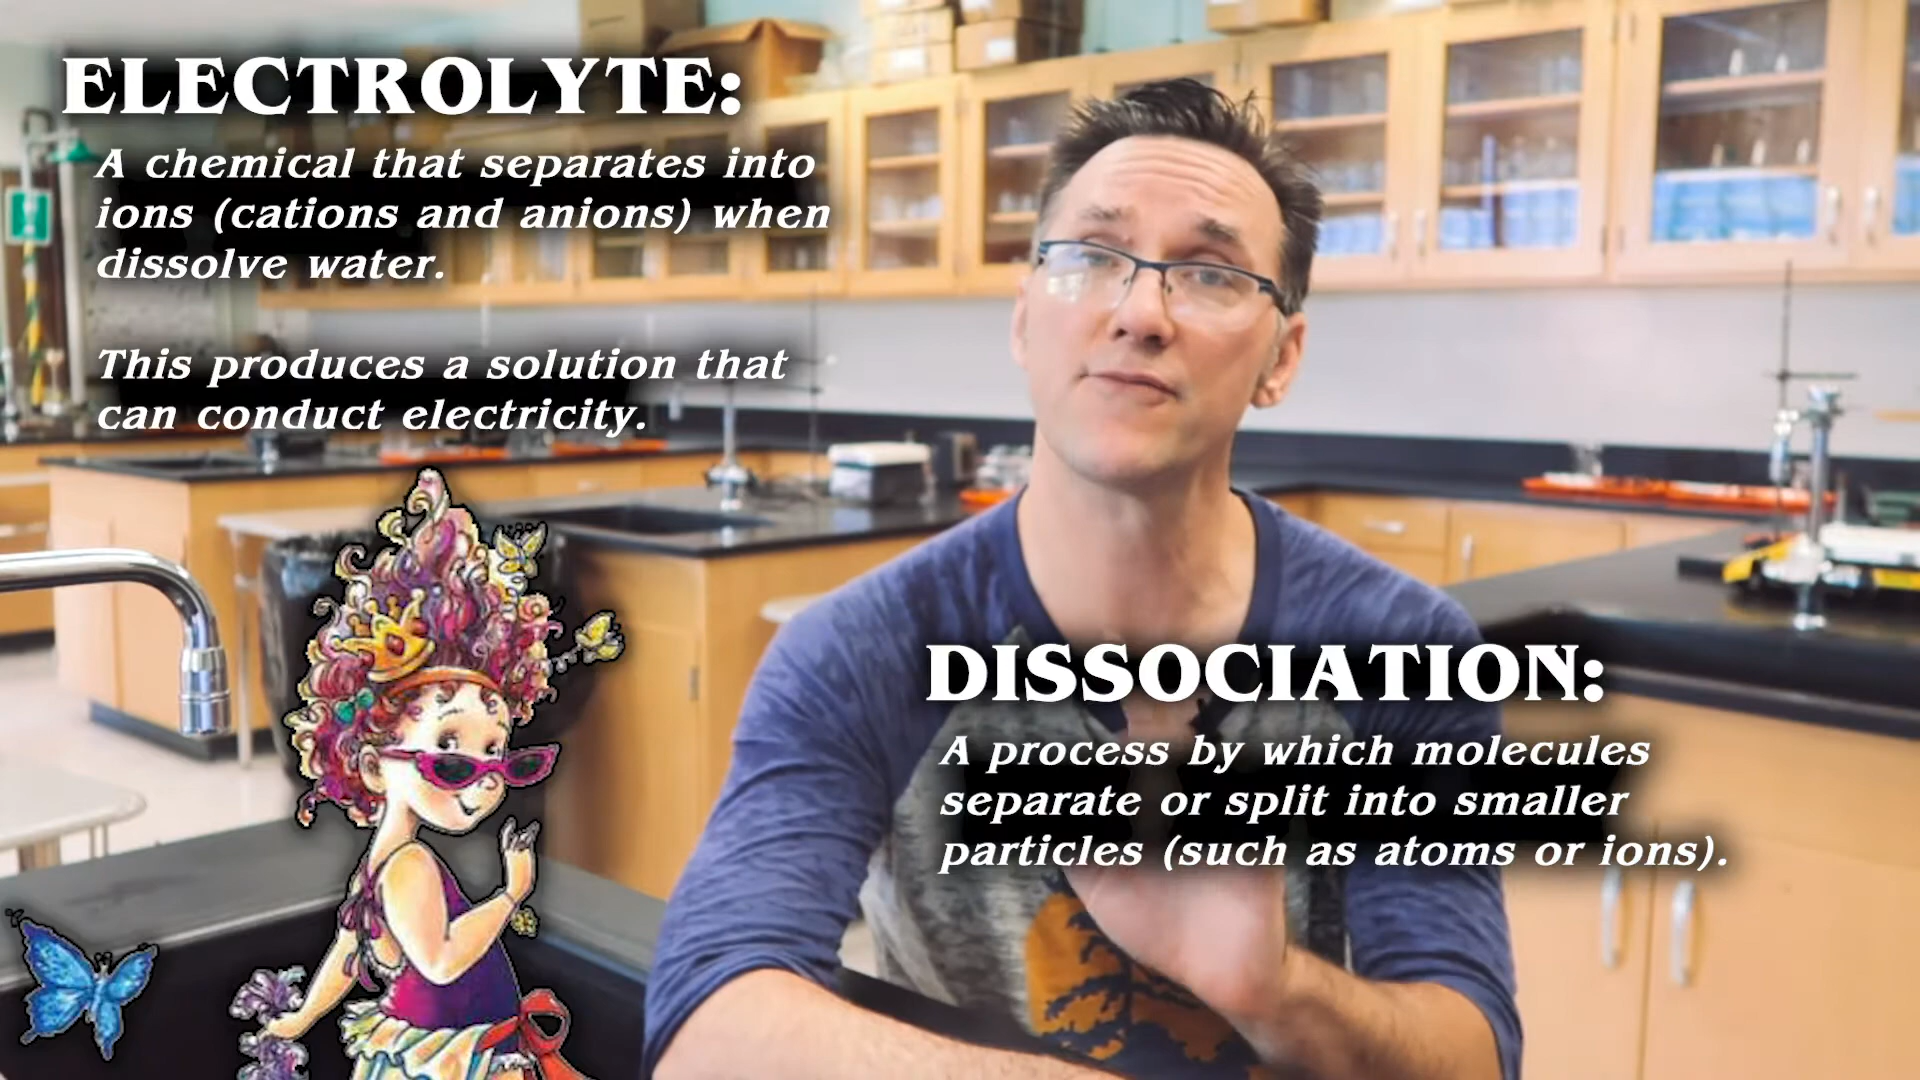 ELECTROLYTE:
A chemical that separates into
ions (cations and anions) when
dissolve water.
This produces a solution that
can conduct electricity.
DISSOCIATION:
A process by which molecules
separate or split into smaller
particles (such as atoms or ions).